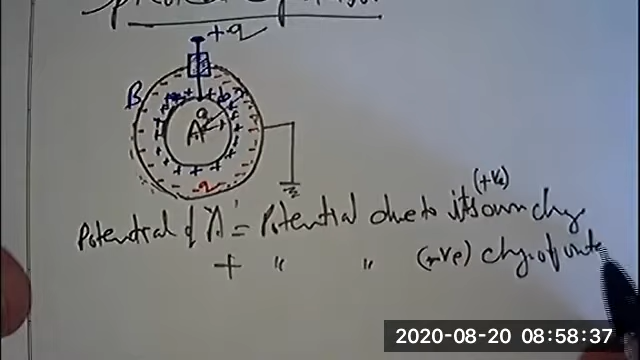 +q
B
a
A
q
Potential of 'A' = Potential due to its own chg.
(+ve)
+ " " (-ve) chg. of oute
2020-08-20 08:58:37